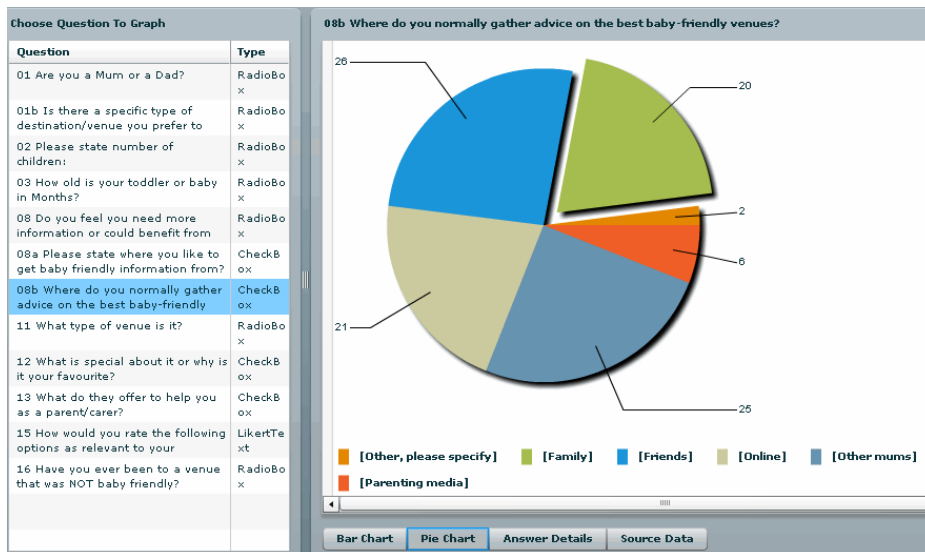 Choose Question To Graph
Question Type
01 Are you a Mum or a Dad? RadioBo
x
01b Is there a specific type of RadioBo
destination/venue you prefer to x
02 Please state number of RadioBo
children: x
03 How old is your toddler or baby RadioBo
in Months? x
08 Do you feel you need more RadioBo
information or could benefit from x
08a Please state where you like to CheckB
get baby friendly information from? ox
08b Where do you normally gather CheckB
advice on the best baby-friendly ox
11 What type of venue is it? RadioBo
x
12 What is special about it or why is CheckB
it your favourite? ox
13 What do they offer to help you CheckB
as a parent/carer? ox
15 How would you rate the following LikertTe
options as relevant to your xt
16 Have you ever been to a venue RadioBo
that was NOT baby friendly? x
08b Where do you normally gather advice on the best baby-friendly venues?
26
20
2
6
21
25
[Other, please specify] [Family] [Friends] [Online] [Other mums]
[Parenting media]
Bar Chart Pie Chart Answer Details Source Data